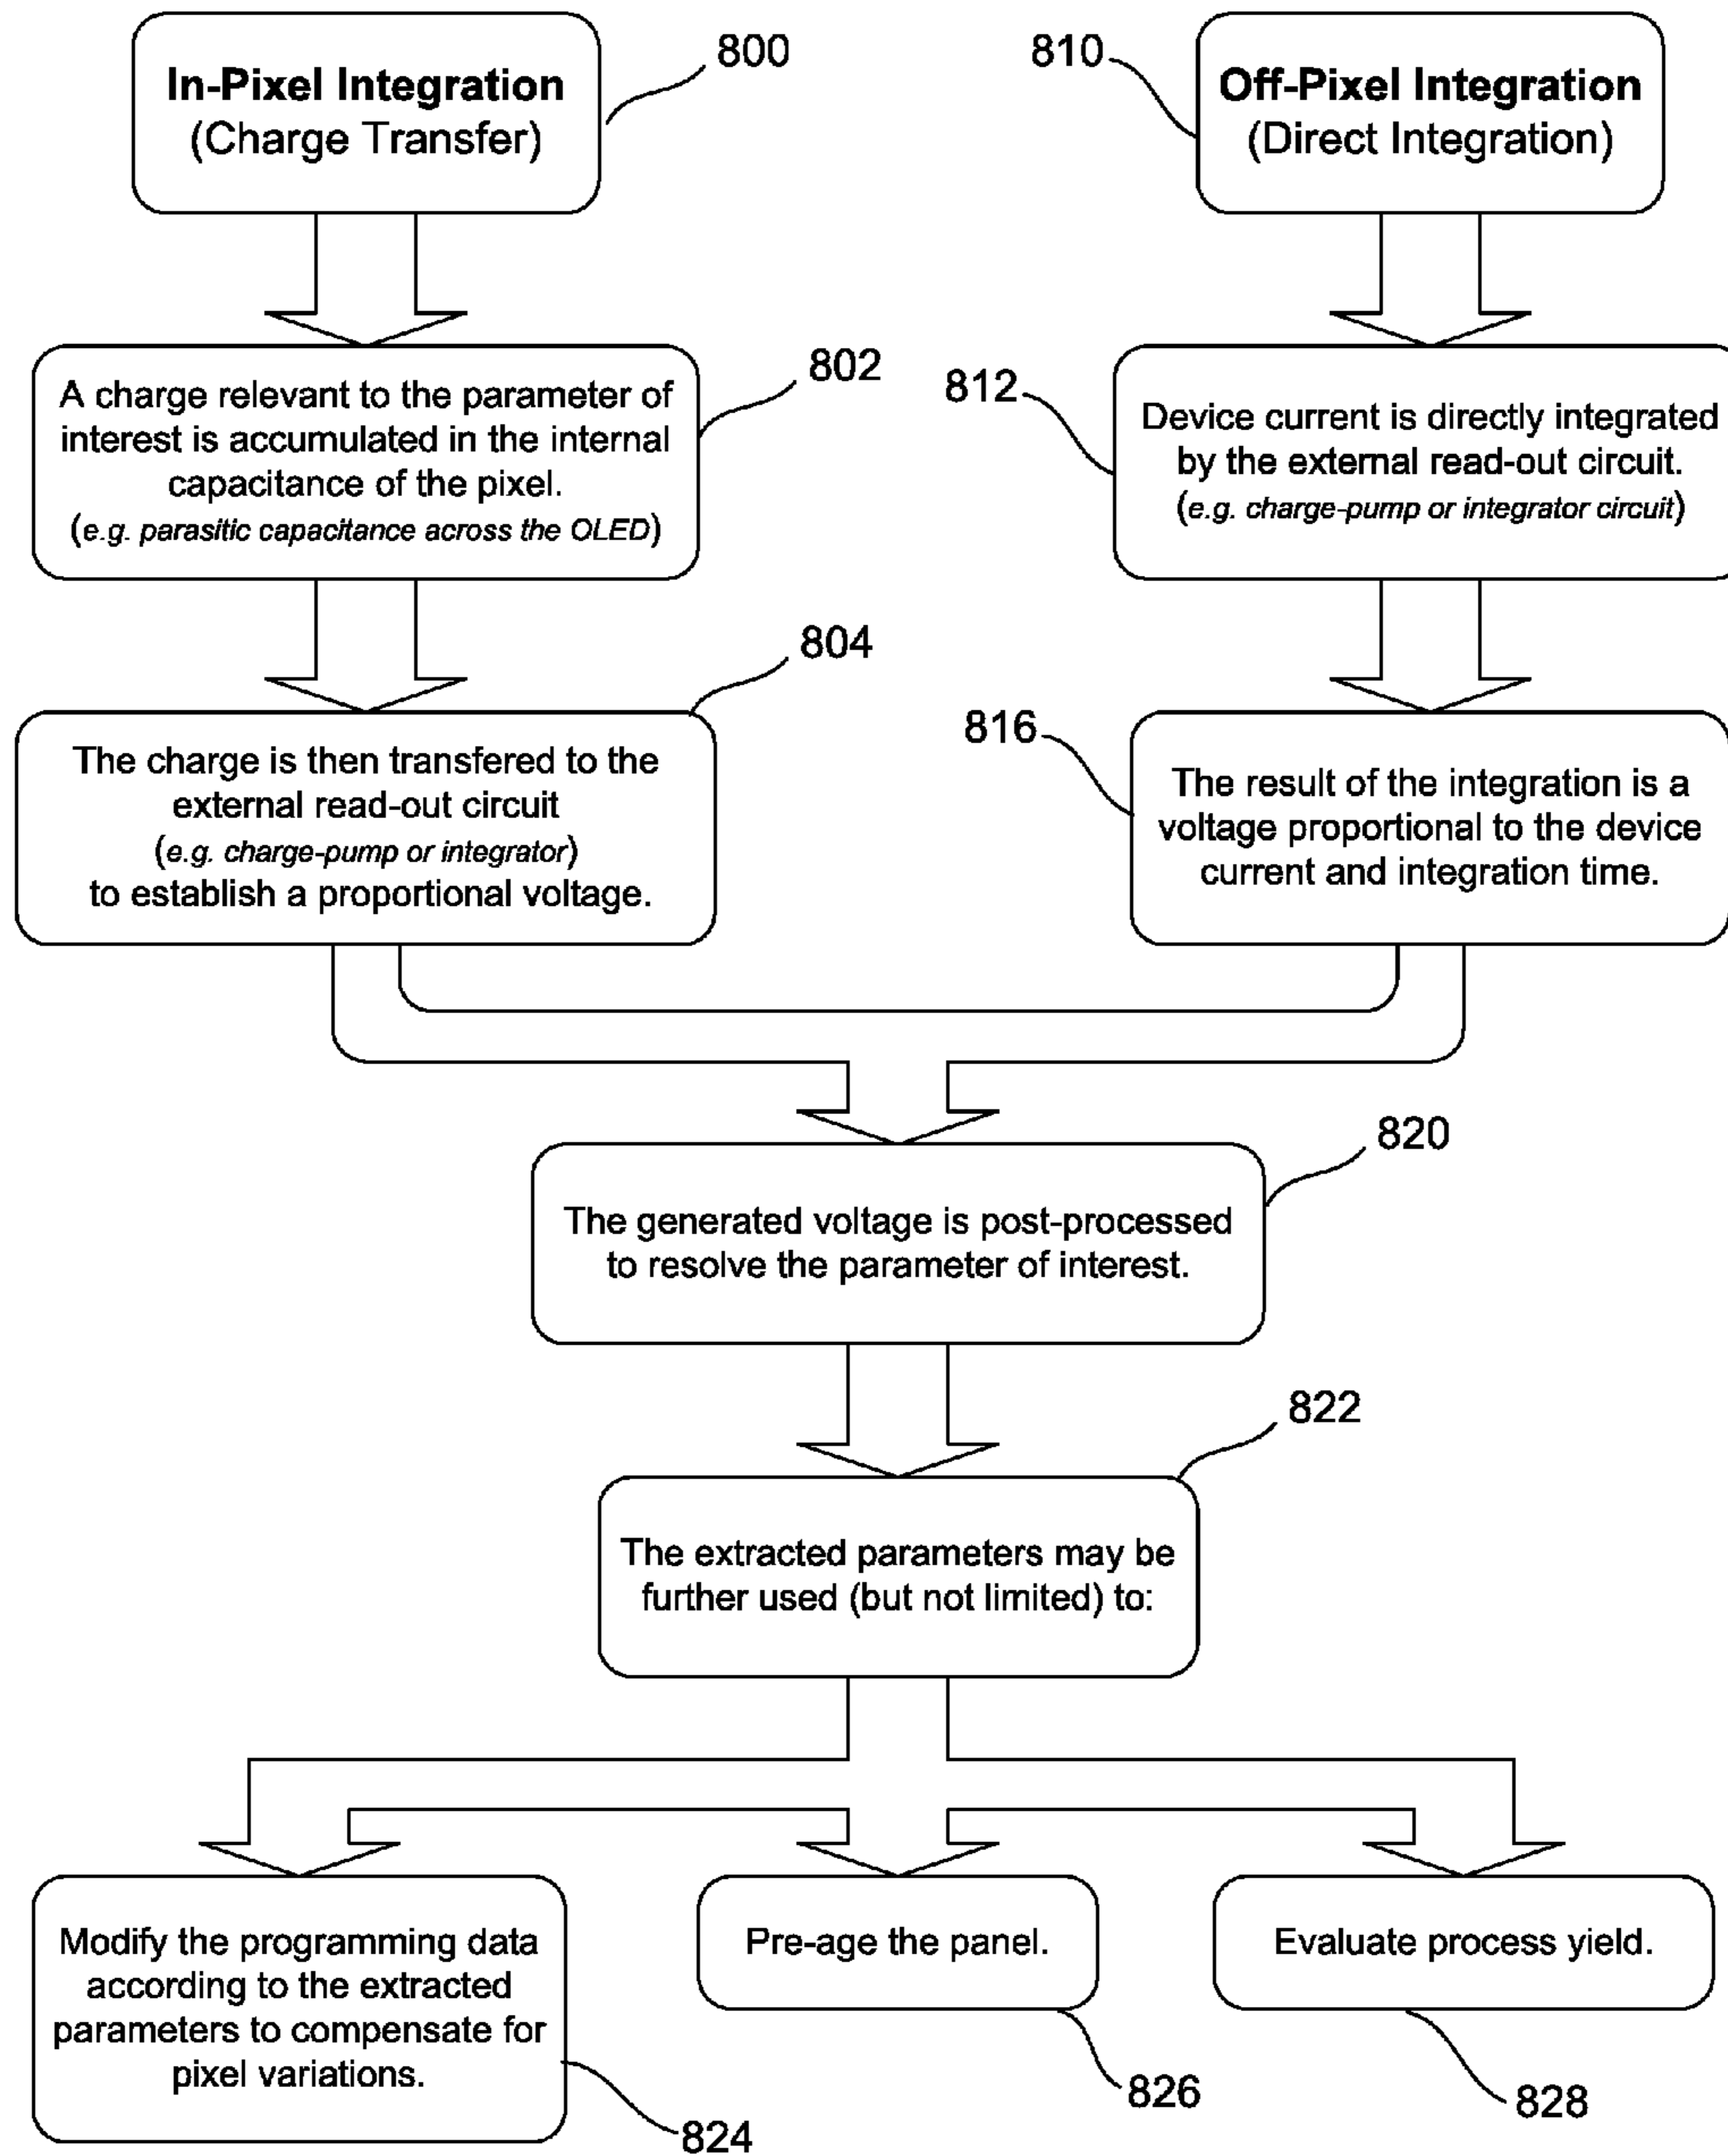 In-Pixel Integration
(Charge Transfer)
800
810
Off-Pixel Integration
(Direct Integration)
A charge relevant to the parameter of
interest is accumulated in the internal
capacitance of the pixel.
(e.g. parasitic capacitance across the OLED)
802
812
Device current is directly integrated
by the external read-out circuit.
(e.g. charge-pump or integrator circuit)
804
The charge is then transfered to the
external read-out circuit
(e.g. charge-pump or integrator)
to establish a proportional voltage.
816
The result of the integration is a
voltage proportional to the device
current and integration time.
820
The generated voltage is post-processed
to resolve the parameter of interest.
822
The extracted parameters may be
further used (but not limited) to:
Modify the programming data
according to the extracted
parameters to compensate for
pixel variations.
824
Pre-age the panel.
826
Evaluate process yield.
828